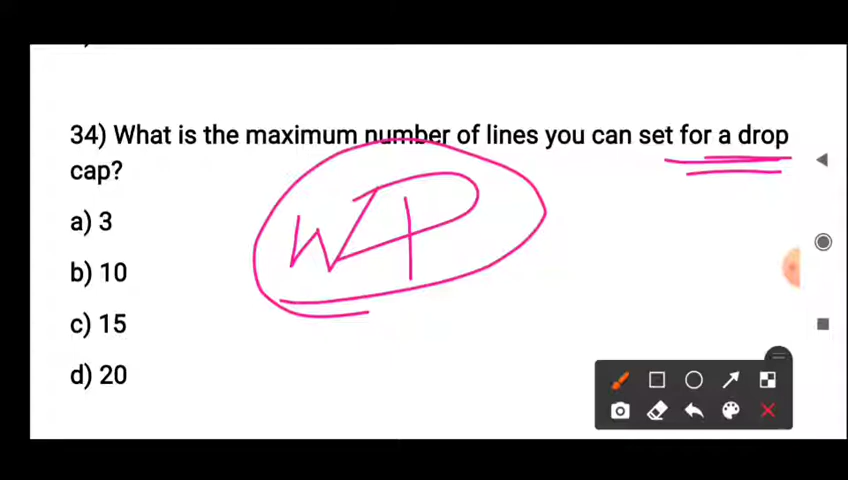 34) What is the maximum number of lines you can set for a drop
cap?
WP
a) 3
b) 10
c) 15
d) 20